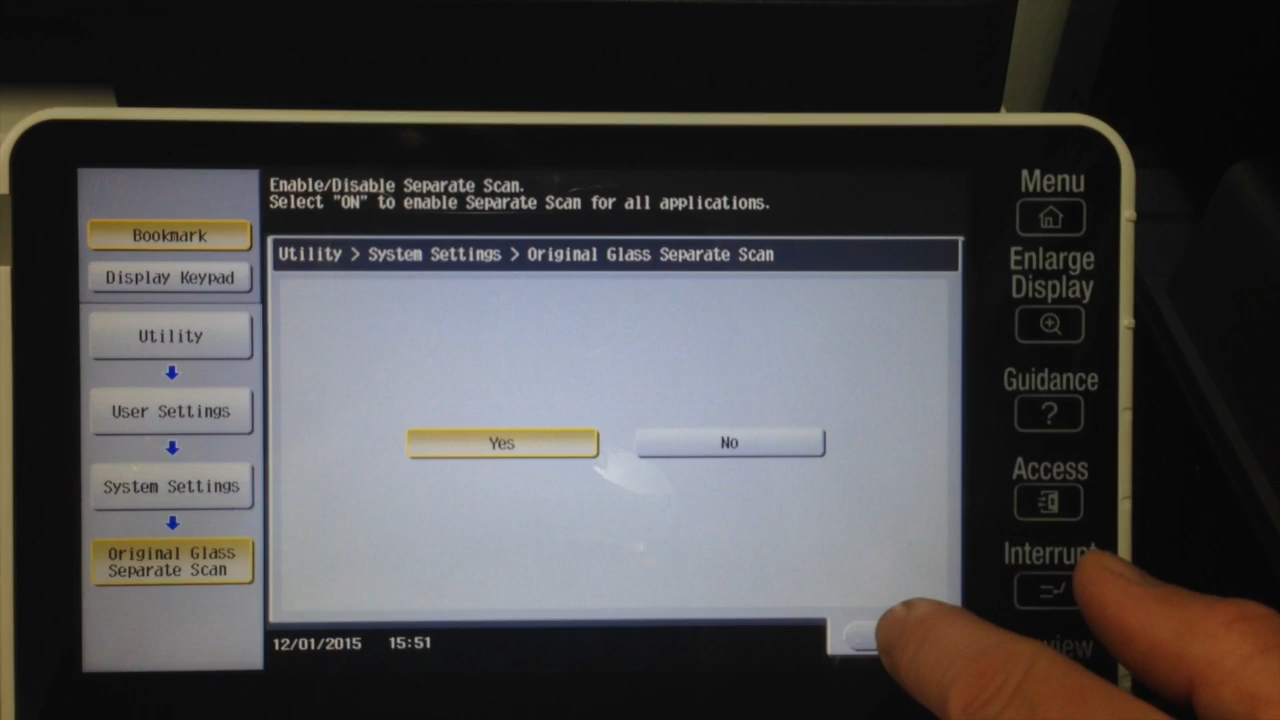 Enable/Disable Separate Scan.
Select "ON" to enable Separate Scan for all applications.
Bookmark
Display Keypad
Utility
User Settings
System Settings
Original Glass
Separate Scan
Utility > System Settings > Original Glass Separate Scan
Yes
No
12/01/2015 15:51
Menu
Enlarge
Display
Guidance
?
Access
Interrupt